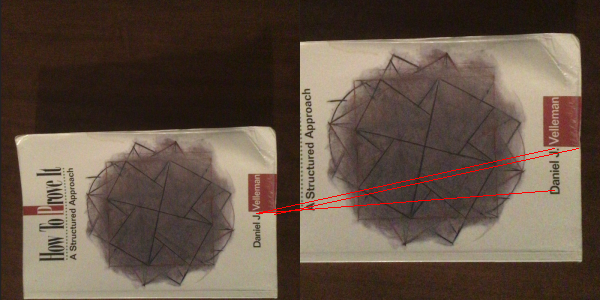 How To Prove It
A Structured Approach
Daniel J. Velleman
A Structured Approach
Daniel J. Velleman